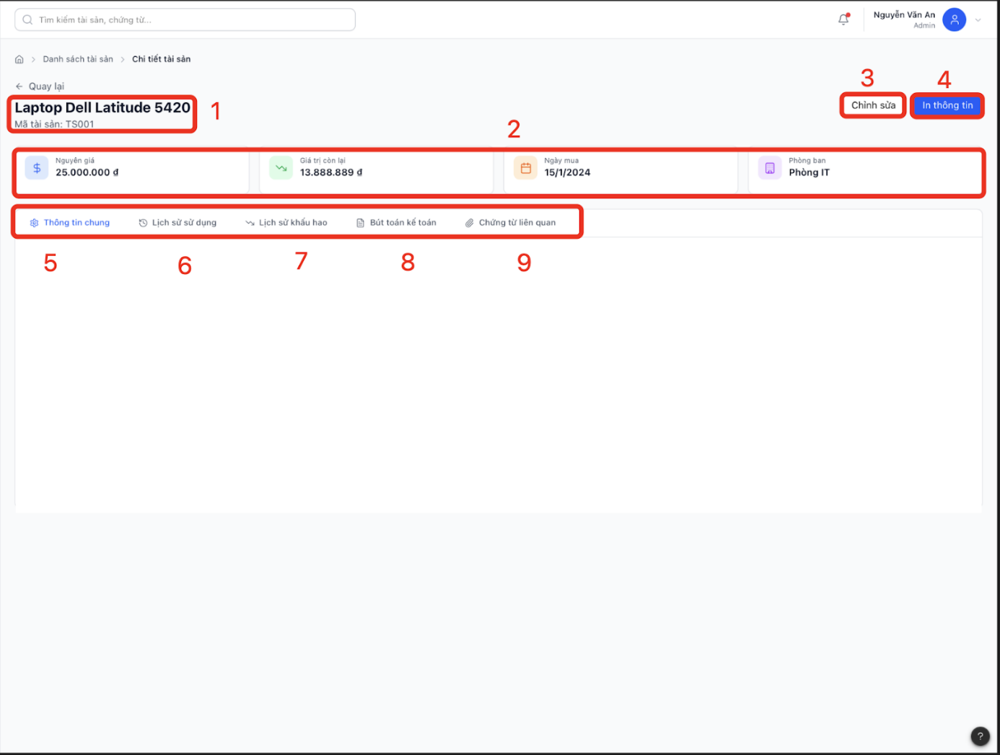 Tìm kiếm tài sản, chứng từ...
Nguyễn Văn An
Admin
Danh sách tài sản > Chi tiết tài sản
← Quay lại
Laptop Dell Latitude 5420
Mã tài sản: TS001
1
3
4
Chỉnh sửa
In thông tin
2
Nguyên giá
25.000.000 ₫
Giá trị còn lại
13.888.889 ₫
Ngày mua
15/1/2024
Phòng ban
Phòng IT
Thông tin chung
Lịch sử sử dụng
Lịch sử khấu hao
Bút toán kế toán
Chứng từ liên quan
5
6
7
8
9
?